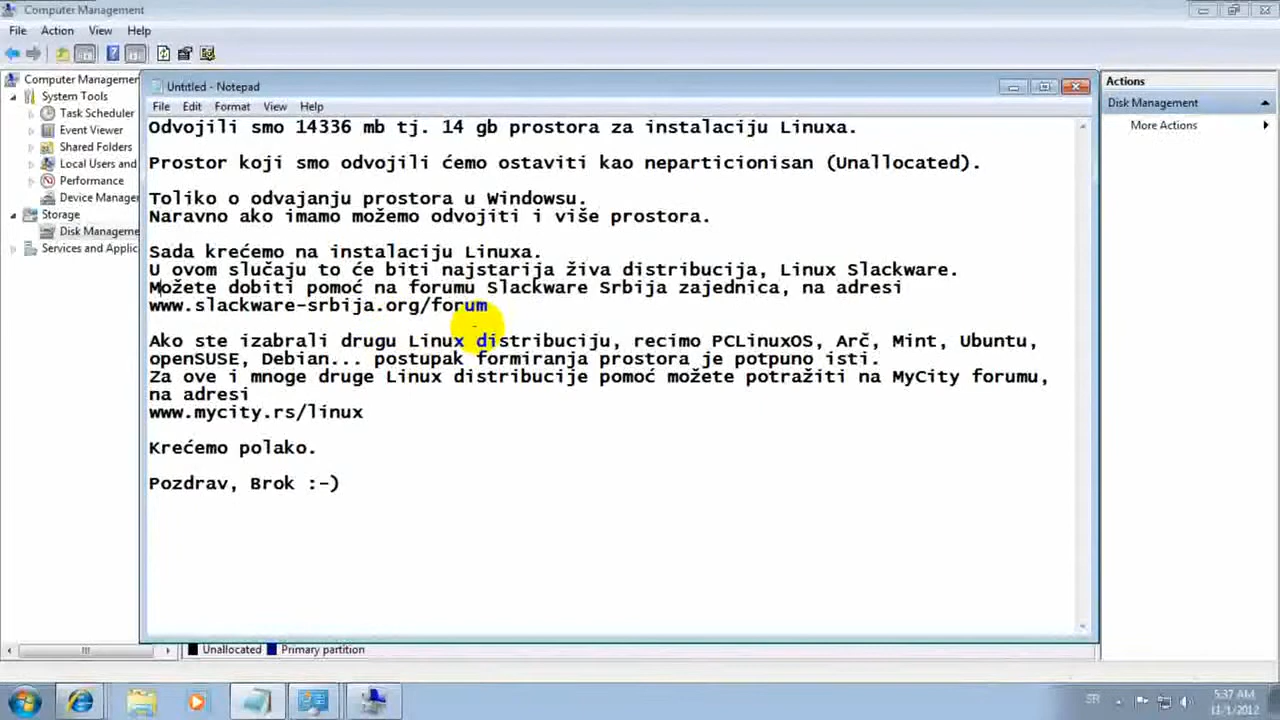 Computer Management
File Action View Help
Computer Managemen
System Tools
Task Scheduler
Event Viewer
Shared Folders
Local Users and
Performance
Device Manager
Storage
Disk Manageme
Services and Applic
Untitled - Notepad
File Edit Format View Help
Odvojili smo 14336 mb tj. 14 gb prostora za instalaciju Linuxa.
Prostor koji smo odvojili ćemo ostaviti kao neparticionisan (Unallocated).
Toliko o odvajanju prostora u Windowsu.
Naravno ako imamo možemo odvojiti i više prostora.
Sada krećemo na instalaciju Linuxa.
U ovom slučaju to će biti najstarija živa distribucija, Linux Slackware.
Možete dobiti pomoć na forumu Slackware Srbija zajednica, na adresi
www.slackware-srbija.org/forum
Ako ste izabrali drugu Linux distribuciju, recimo PCLinuxOS, Arč, Mint, Ubuntu,
openSUSE, Debian... postupak formiranja prostora je potpuno isti.
Za ove i mnoge druge Linux distribucije pomoć možete potražiti na MyCity forumu,
na adresi
www.mycity.rs/linux
Krećemo polako.
Pozdrav, Brok :-)
Actions
Disk Management
More Actions
Unallocated Primary partition
SR
5:37 AM